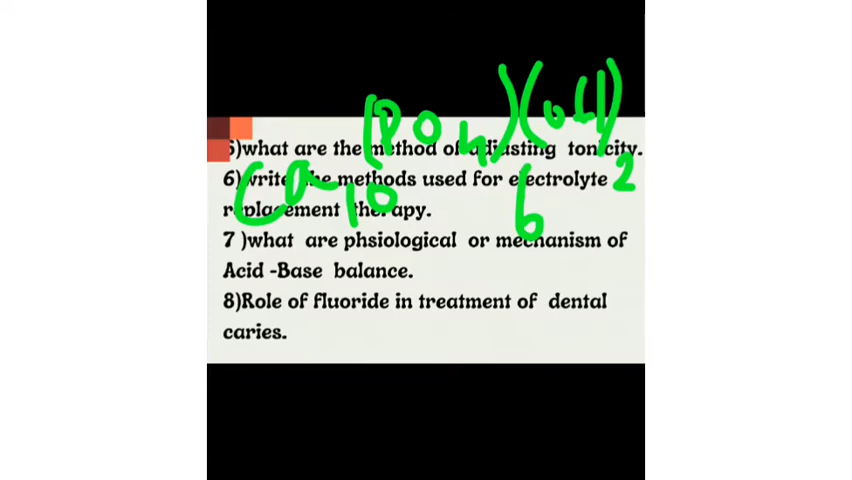 5)what are the method of adjusting tonicity.
6)write the methods used for electrolyte
replacement therapy.
7 )what are phsiological or mechanism of
Acid -Base balance.
8)Role of fluoride in treatment of dental
caries.
Ca10(PO4)6(OH)2